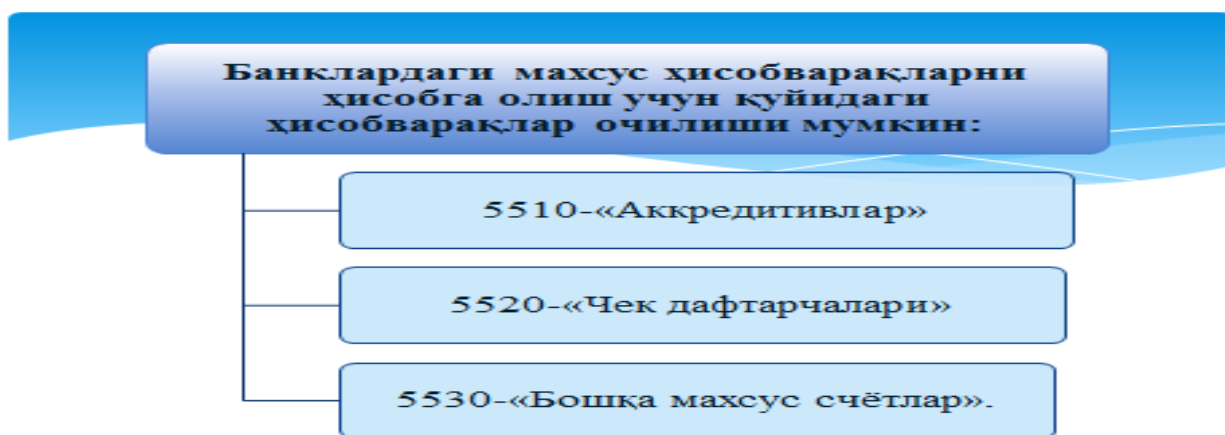 Банклардаги махсус ҳисобварақларни
ҳисобга олиш учун қуйидаги
ҳисобварақлар очилиши мумкин:
5510-«Аккредитивлар»
5520-«Чек дафтарчалари»
5530-«Бошқа махсус счётлар».